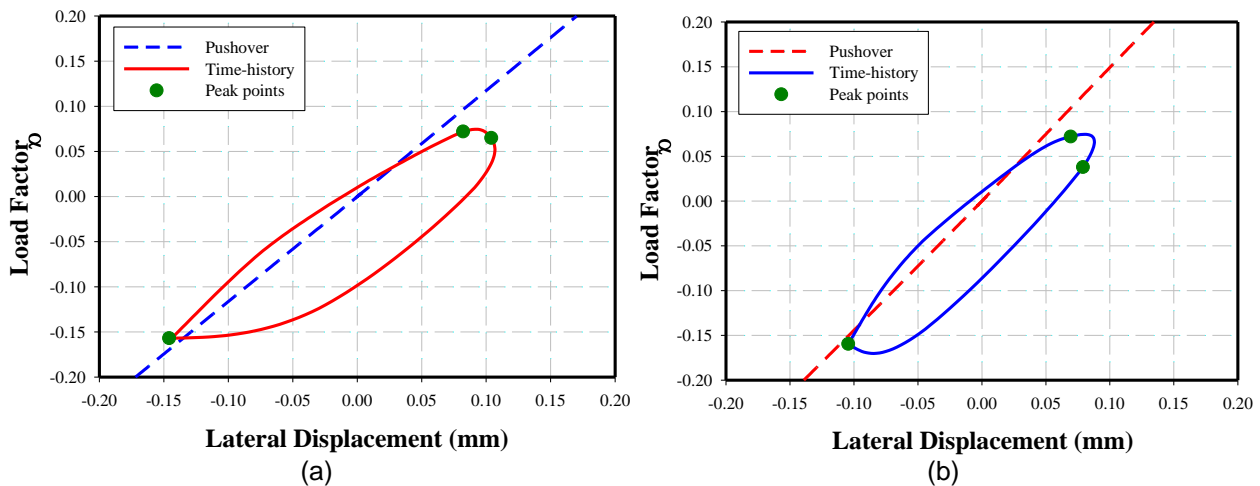 0.20
0.15
0.10
0.05
0.00
-0.05
-0.10
-0.15
-0.20
Load Factor α
Pushover
Time-history
Peak points
-0.20 -0.15 -0.10 -0.05 0.00 0.05 0.10 0.15 0.20
Lateral Displacement (mm)
(a)
0.20
0.15
0.10
0.05
0.00
-0.05
-0.10
-0.15
-0.20
Load Factor α
Pushover
Time-history
Peak points
-0.20 -0.15 -0.10 -0.05 0.00 0.05 0.10 0.15 0.20
Lateral Displacement (mm)
(b)